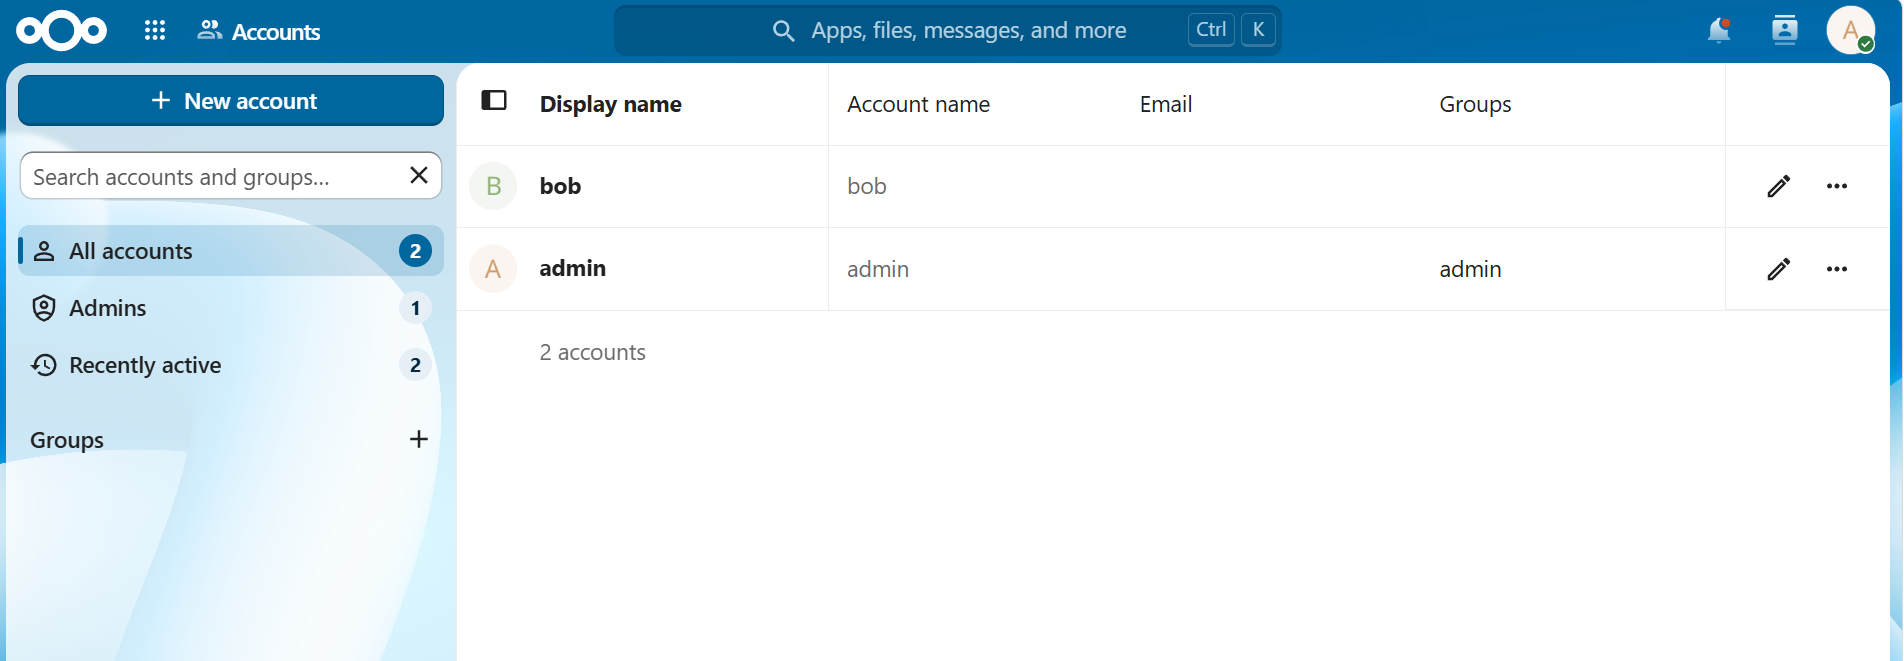 Accounts
Apps, files, messages, and more
Ctrl K
A
New account
Search accounts and groups...
All accounts 2
Admins 1
Recently active 2
Groups
Display name Account name Email Groups
B bob bob
A admin admin admin
2 accounts